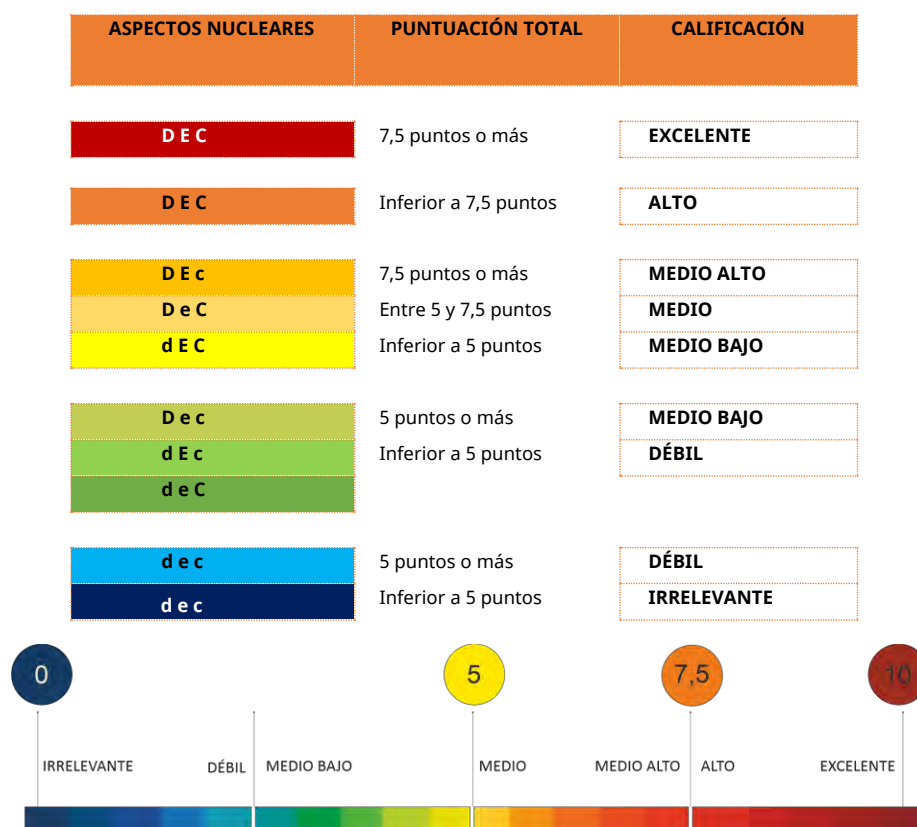 ASPECTOS NUCLEARES PUNTUACIÓN TOTAL CALIFICACIÓN
D E C 7,5 puntos o más EXCELENTE
D E C Inferior a 7,5 puntos ALTO
D E c 7,5 puntos o más MEDIO ALTO
D e C Entre 5 y 7,5 puntos MEDIO
d E C Inferior a 5 puntos MEDIO BAJO
D e c 5 puntos o más MEDIO BAJO
d E c Inferior a 5 puntos DÉBIL
d e C
d e c 5 puntos o más DÉBIL
d e c Inferior a 5 puntos IRRELEVANTE
0 5 7,5 10
IRRELEVANTE DÉBIL MEDIO BAJO MEDIO MEDIO ALTO ALTO EXCELENTE